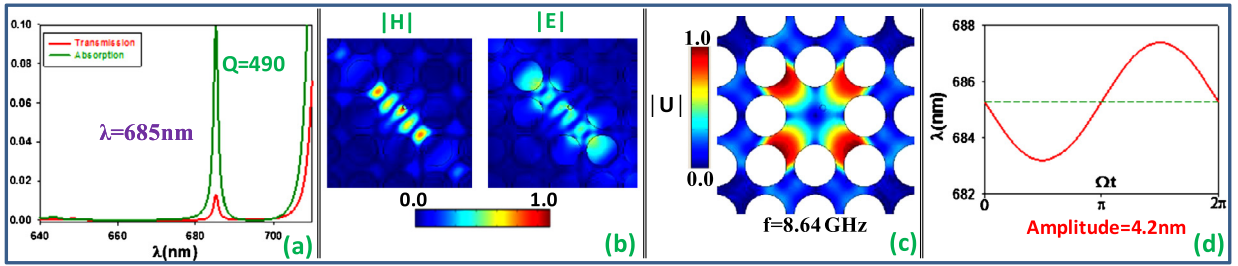 0.10
0.08
0.06
0.04
0.02
0.00
Transmission
Absorption
Q=490
λ=685nm
640
660
680
700
λ(nm)
(a)
|H|
|E|
0.0
1.0
(b)
1.0
|U|
0.0
f=8.64 GHz
(c)
688
686
684
682
λ(nm)
0
π
2π
Ωt
Amplitude=4.2nm
(d)